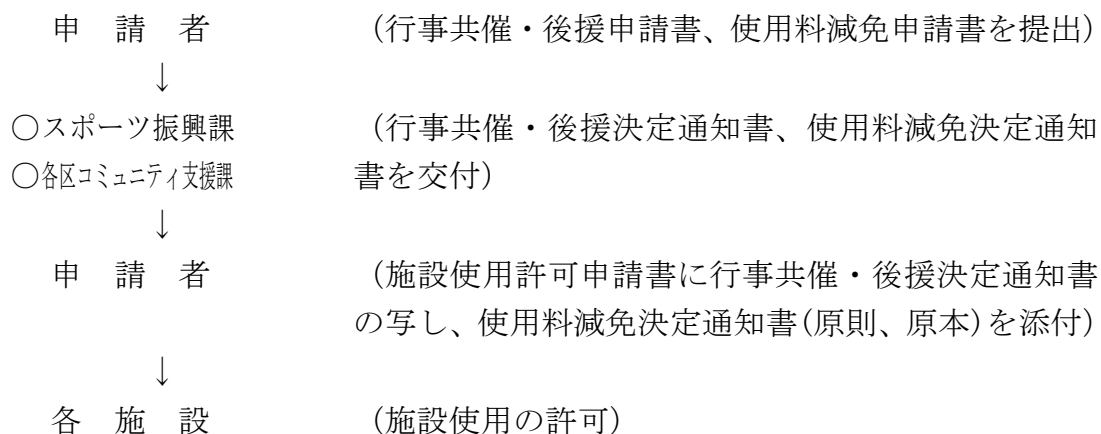 申　請　者　（行事共催・後援申請書、使用料減免申請書を提出）
↓
○スポーツ振興課　（行事共催・後援決定通知書、使用料減免決定通知
○各区コミュニティ支援課　書を交付）
↓
申　請　者　（施設使用許可申請書に行事共催・後援決定通知書
の写し、使用料減免決定通知書(原則、原本)を添付）
↓
各　施　設　（施設使用の許可）